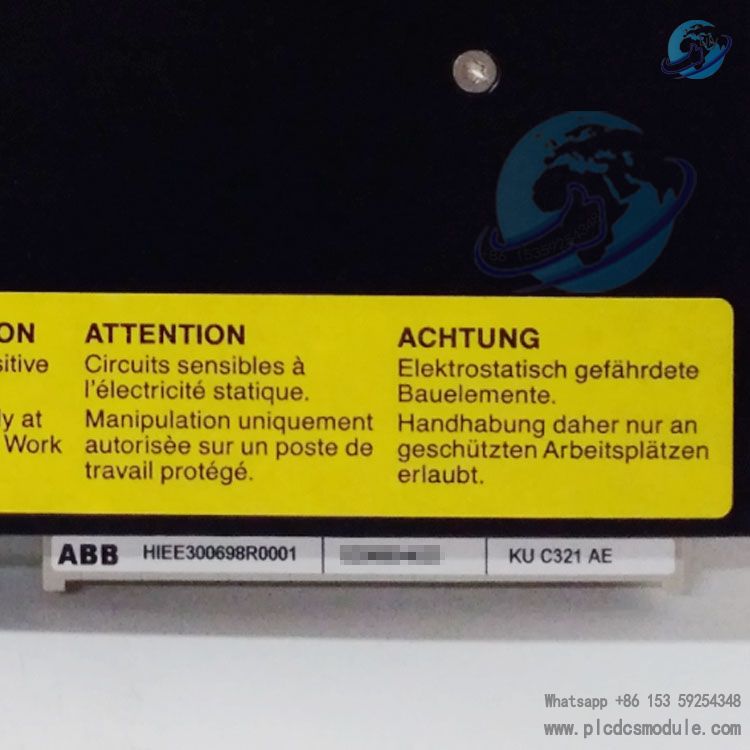 ON
sitive
ly at
Work
ATTENTION
Circuits sensibles à
l'électricité statique.
Manipulation uniquement
autorisèe sur un poste de
travail protégé.
ACHTUNG
Elektrostatisch gefährdete
Bauelemente.
Handhabung daher nur an
geschützten Arbeitsplätzen
erlaubt.
ABB HIEE300698R0001 KU C321 AE
Whatsapp +86 153 59254348
www.plcdcsmodule.com